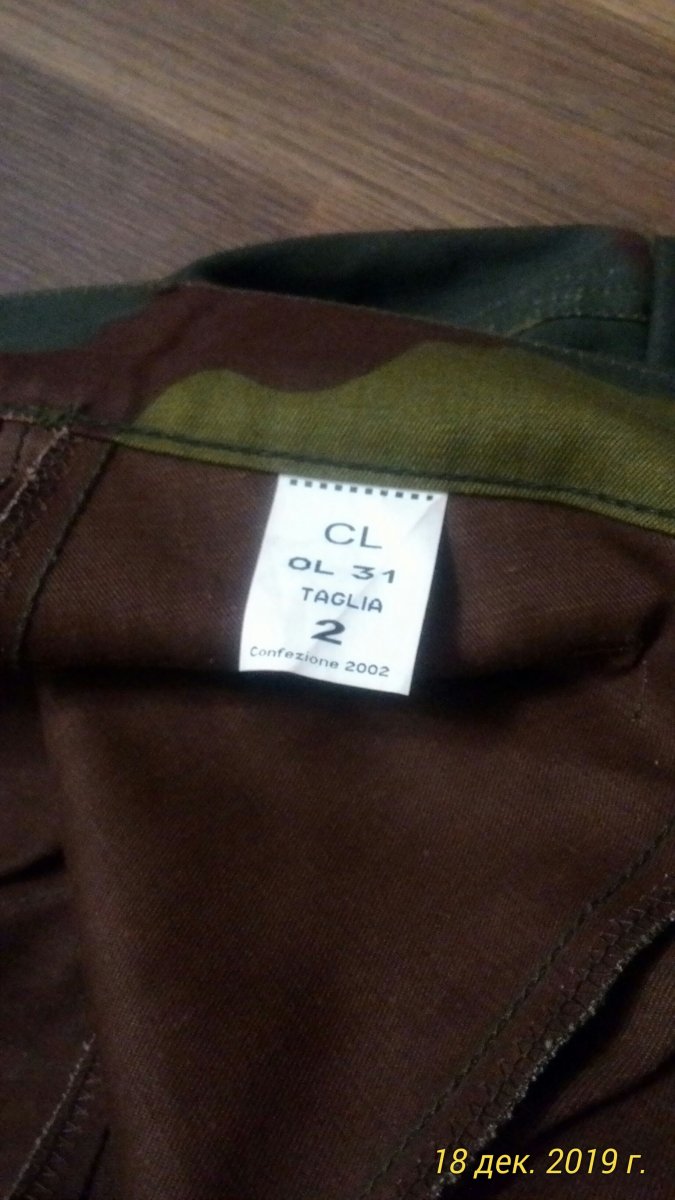 CL
OL 31
TAGLIA
2
Confezione 2002
18 дек. 2019 г.